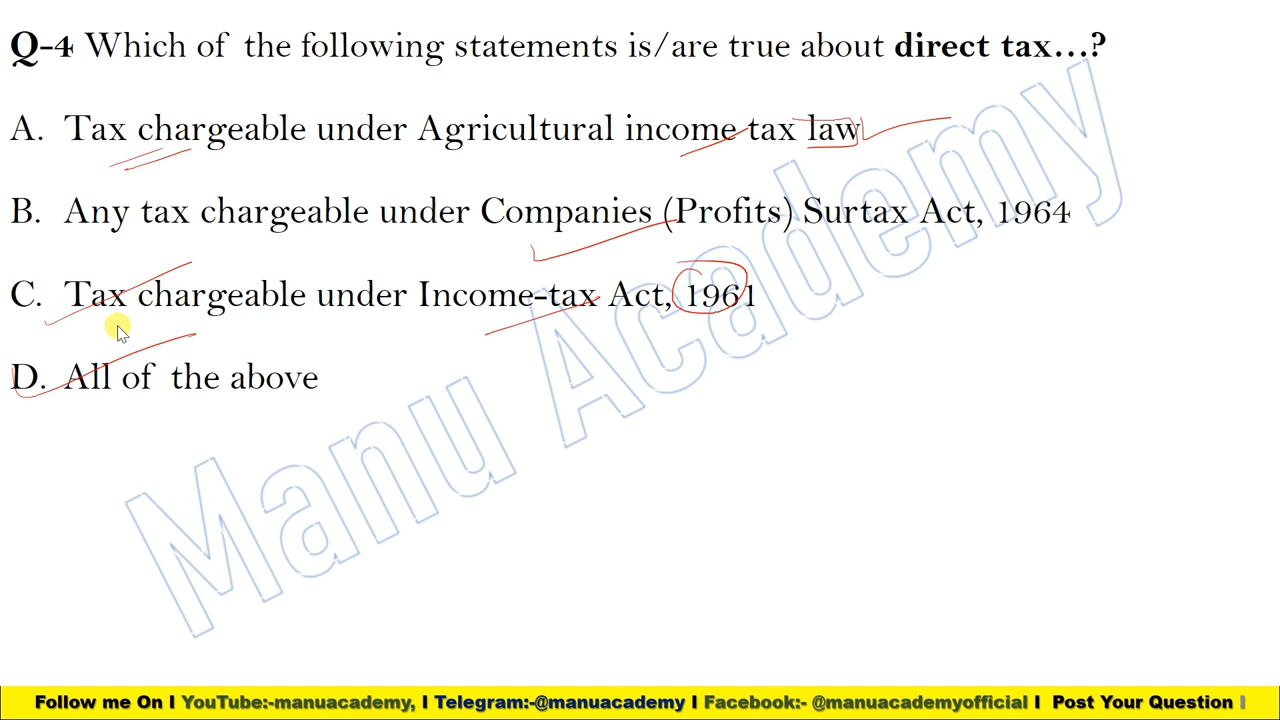 Q-4 Which of the following statements is/are true about direct tax...?
A. Tax chargeable under Agricultural income tax law
B. Any tax chargeable under Companies (Profits) Surtax Act, 1964
C. Tax chargeable under Income-tax Act, 1961
D. All of the above
Manu Academy
Follow me On I YouTube:-manuacademy, I Telegram:-@manuacademy I Facebook:- @manuacademyofficial I Post Your Question I